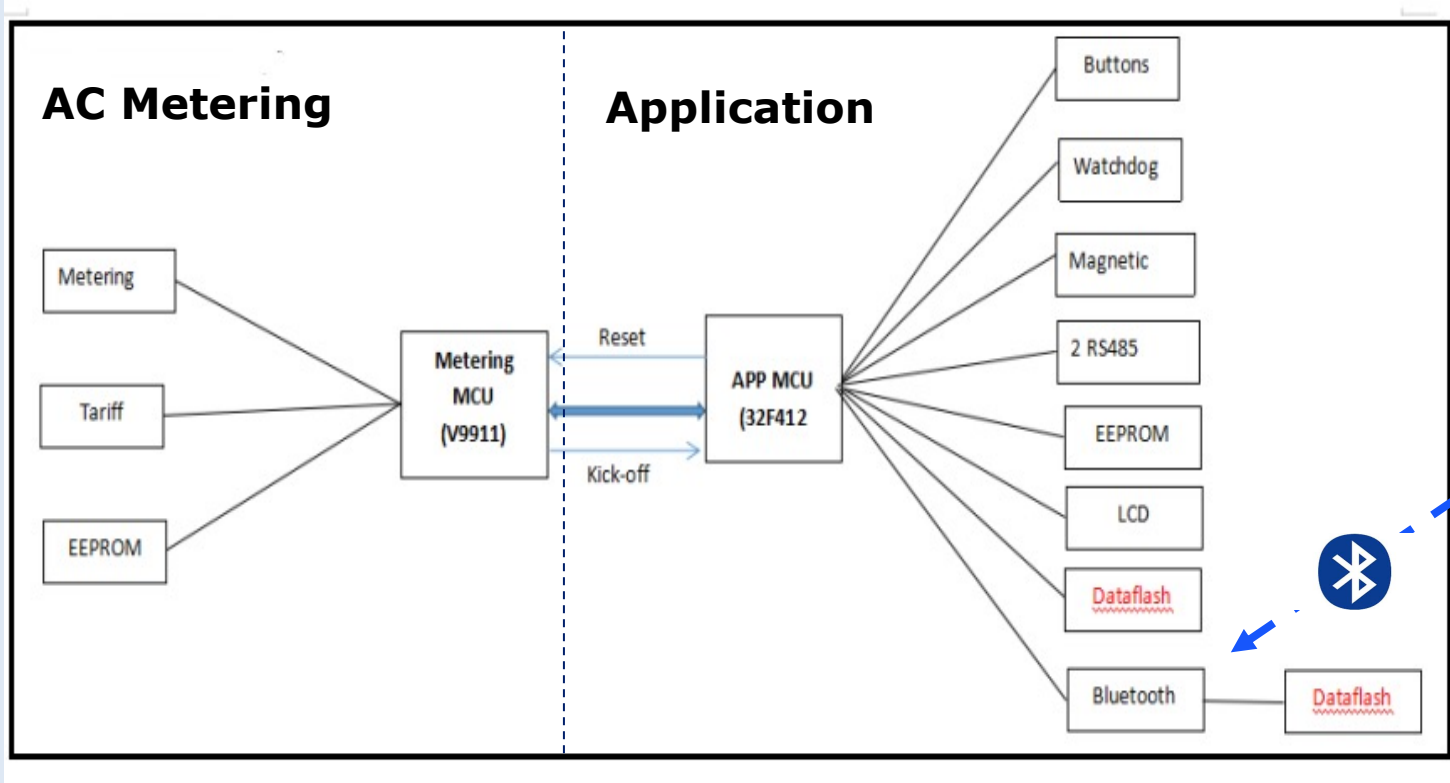 AC Metering
Application
Metering
Tariff
EEPROM
Metering
MCU
(V9911)
Reset
Kick-off
APP MCU
(32F412
Buttons
Watchdog
Magnetic
2 RS485
EEPROM
LCD
Dataflash
Bluetooth
Dataflash